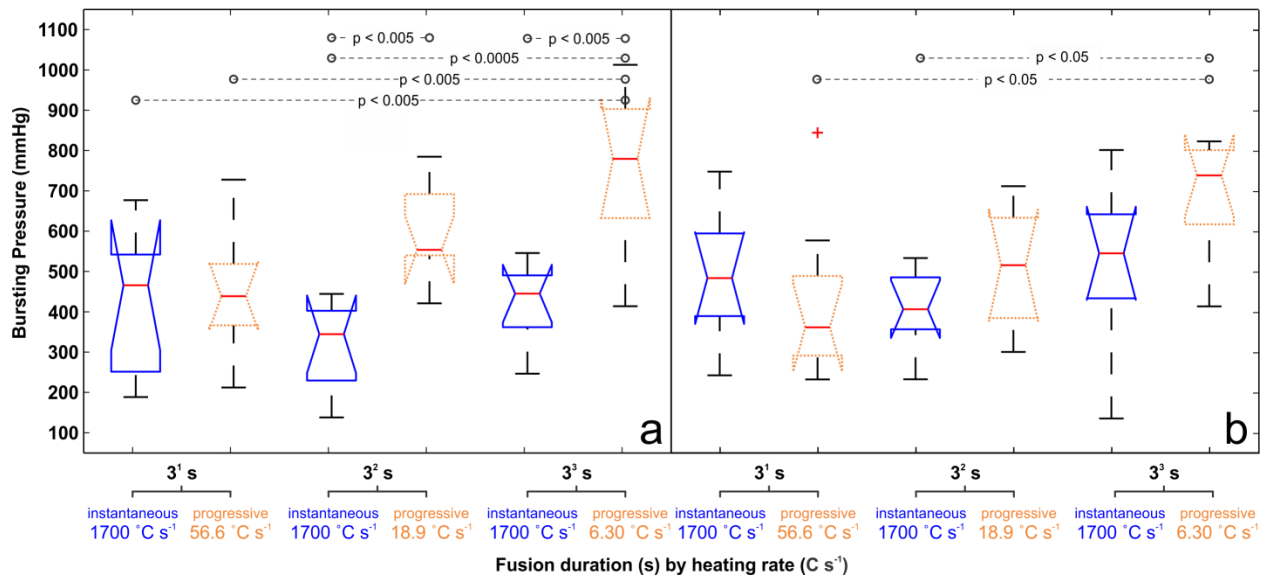 Bursting Pressure (mmHg)
1100
1000
900
800
700
600
500
400
300
200
100
p < 0.005
p < 0.005
p < 0.0005
p < 0.005
p < 0.005
a
p < 0.05
p < 0.05
b
3¹ s
3² s
3³ s
3¹ s
3² s
3³ s
instantaneous
1700 °C s⁻¹
progressive
56.6 °C s⁻¹
instantaneous
1700 °C s⁻¹
progressive
18.9 °C s⁻¹
instantaneous
1700 °C s⁻¹
progressive
6.30 °C s⁻¹
instantaneous
1700 °C s⁻¹
progressive
56.6 °C s⁻¹
instantaneous
1700 °C s⁻¹
progressive
18.9 °C s⁻¹
instantaneous
1700 °C s⁻¹
progressive
6.30 °C s⁻¹
Fusion duration (s) by heating rate (C s⁻¹)